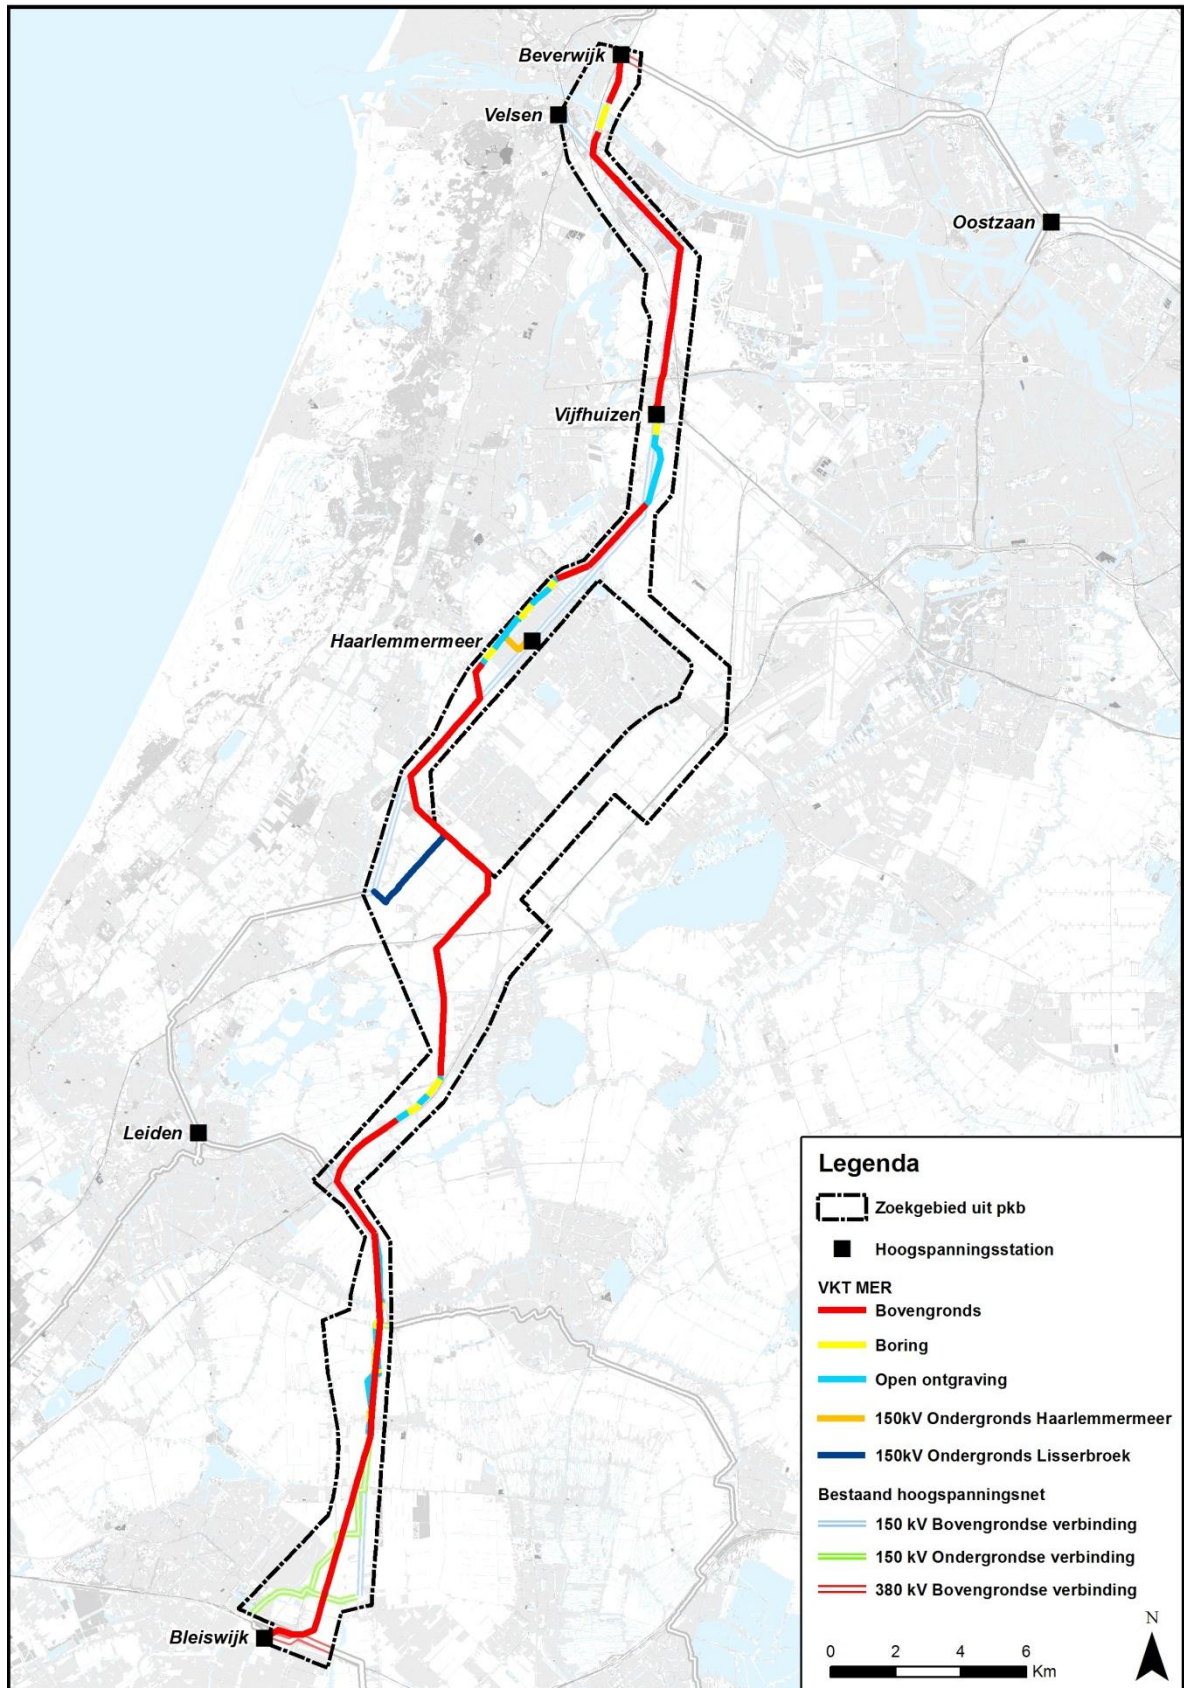 Beverwijk
Velsen
Oostzaan
Vijfhuizen
Haarlemmermeer
Leiden
Bleiswijk
Legenda
Zoekgebied uit pkb
Hoogspanningsstation
VKT MER
Bovengronds
Boring
Open ontgraving
150kV Ondergronds Haarlemmermeer
150kV Ondergronds Lisserbroek
Bestaand hoogspanningsnet
150 kV Bovengrondse verbinding
150 kV Ondergrondse verbinding
380 kV Bovengrondse verbinding
N
0 2 4 6
Km